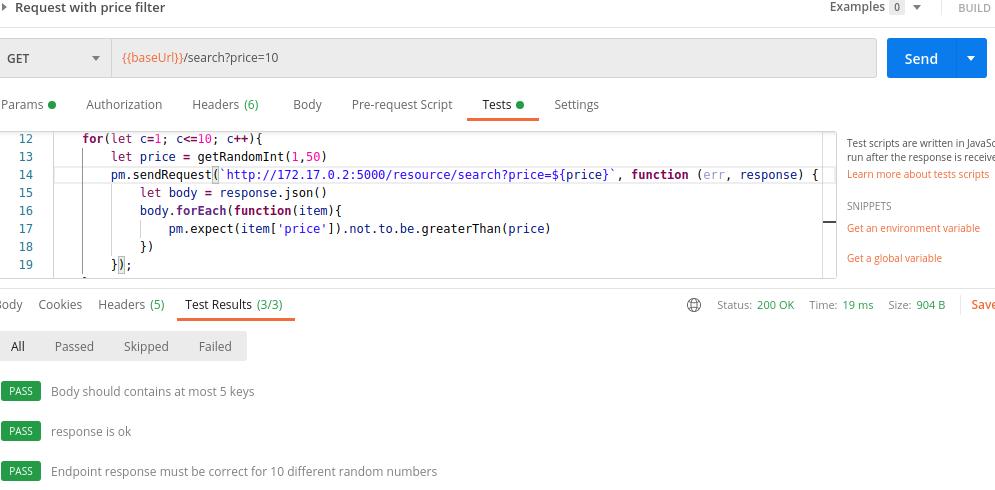 Request with price filter
Examples 0
BUILD
GET
{{baseUrl}}/search?price=10
Send
Params
Authorization
Headers (6)
Body
Pre-request Script
Tests
Settings
12 for(let c=1; c<=10; c++){
13 let price = getRandomInt(1,50)
14 pm.sendRequest(`http://172.17.0.2:5000/resource/search?price=${price}`, function (err, response) {
15 let body = response.json()
16 body.forEach(function(item){
17 pm.expect(item['price']).not.to.be.greaterThan(price)
18 })
19 });
Test scripts are written in JavaSc
run after the response is receive
Learn more about tests scripts
SNIPPETS
Get an environment variable
Get a global variable
Body
Cookies
Headers (5)
Test Results (3/3)
Status: 200 OK
Time: 19 ms
Size: 904 B
Save
All
Passed
Skipped
Failed
PASS Body should contains at most 5 keys
PASS response is ok
PASS Endpoint response must be correct for 10 different random numbers